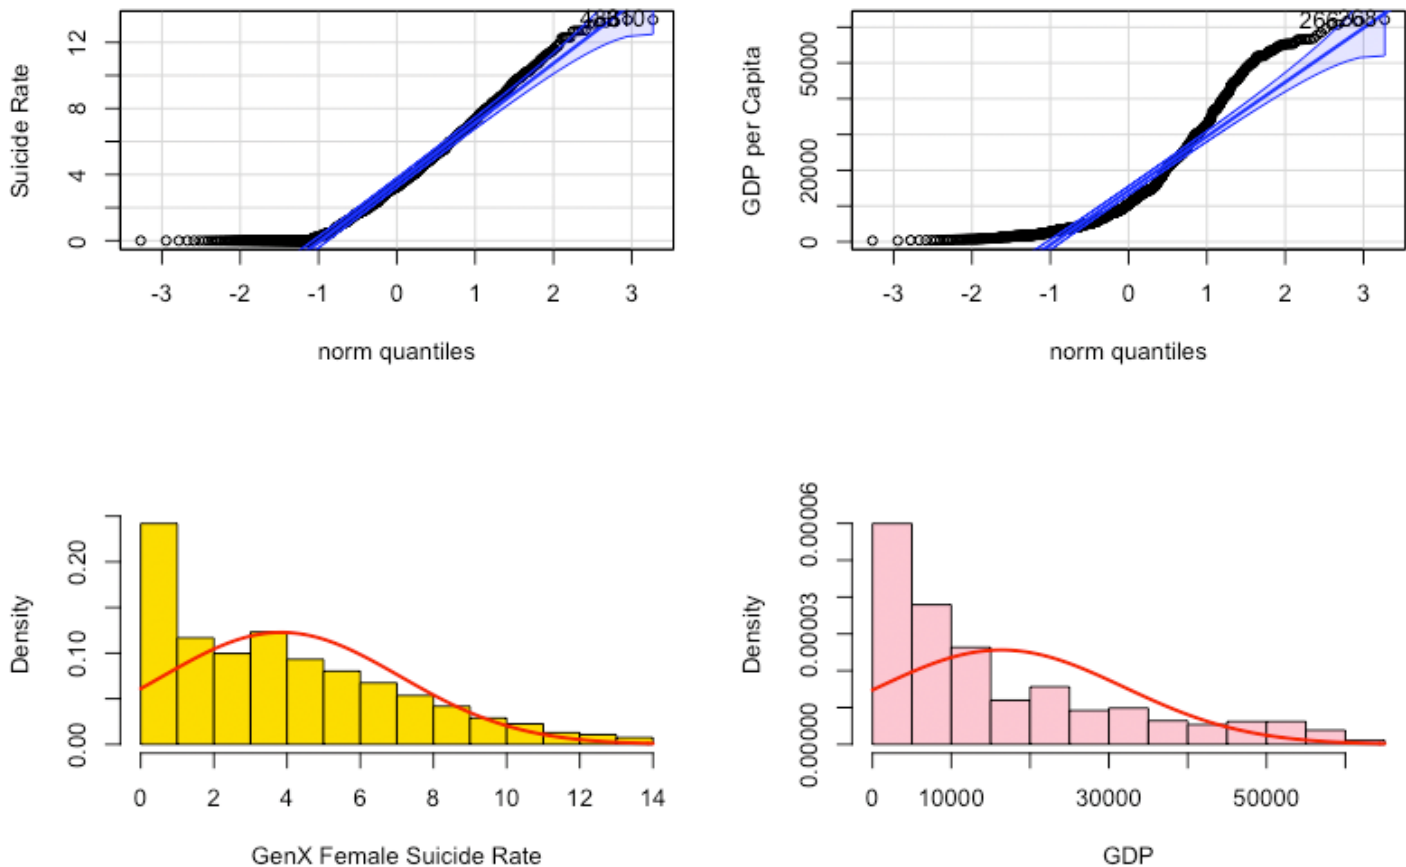 Suicide Rate
12
8
4
0
-3 -2 -1 0 1 2 3
norm quantiles
GDP per Capita
50000
20000
0
-3 -2 -1 0 1 2 3
norm quantiles
Density
0.20
0.10
0.00
0 2 4 6 8 10 12 14
GenX Female Suicide Rate
Density
0.00006
0.00003
0.00000
0 10000 30000 50000
GDP